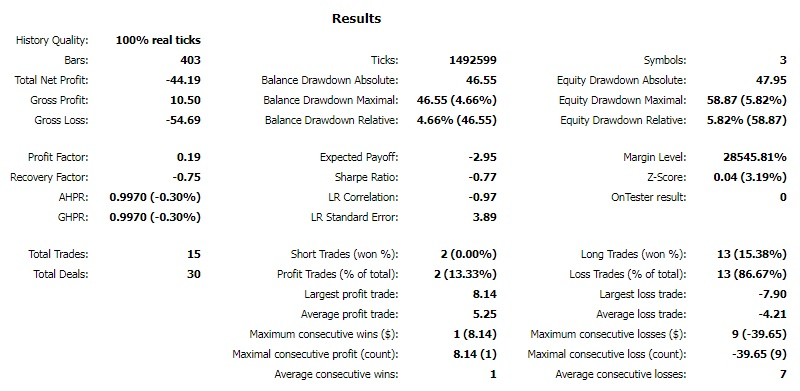 Results
History Quality: 100% real ticks
Bars: 403 Ticks: 1492599 Symbols: 3
Total Net Profit: -44.19 Balance Drawdown Absolute: 46.55 Equity Drawdown Absolute: 47.95
Gross Profit: 10.50 Balance Drawdown Maximal: 46.55 (4.66%) Equity Drawdown Maximal: 58.87 (5.82%)
Gross Loss: -54.69 Balance Drawdown Relative: 4.66% (46.55) Equity Drawdown Relative: 5.82% (58.87)
Profit Factor: 0.19 Expected Payoff: -2.95 Margin Level: 28545.81%
Recovery Factor: -0.75 Sharpe Ratio: -0.77 Z-Score: 0.04 (3.19%)
AHPR: 0.9970 (-0.30%) LR Correlation: -0.97 OnTester result: 0
GHPR: 0.9970 (-0.30%) LR Standard Error: 3.89
Total Trades: 15 Short Trades (won %): 2 (0.00%) Long Trades (won %): 13 (15.38%)
Total Deals: 30 Profit Trades (% of total): 2 (13.33%) Loss Trades (% of total): 13 (86.67%)
Largest profit trade: 8.14 Largest loss trade: -7.90
Average profit trade: 5.25 Average loss trade: -4.21
Maximum consecutive wins ($): 1 (8.14) Maximum consecutive losses ($): 9 (-39.65)
Maximal consecutive profit (count): 8.14 (1) Maximal consecutive loss (count): -39.65 (9)
Average consecutive wins: 1 Average consecutive losses: 7